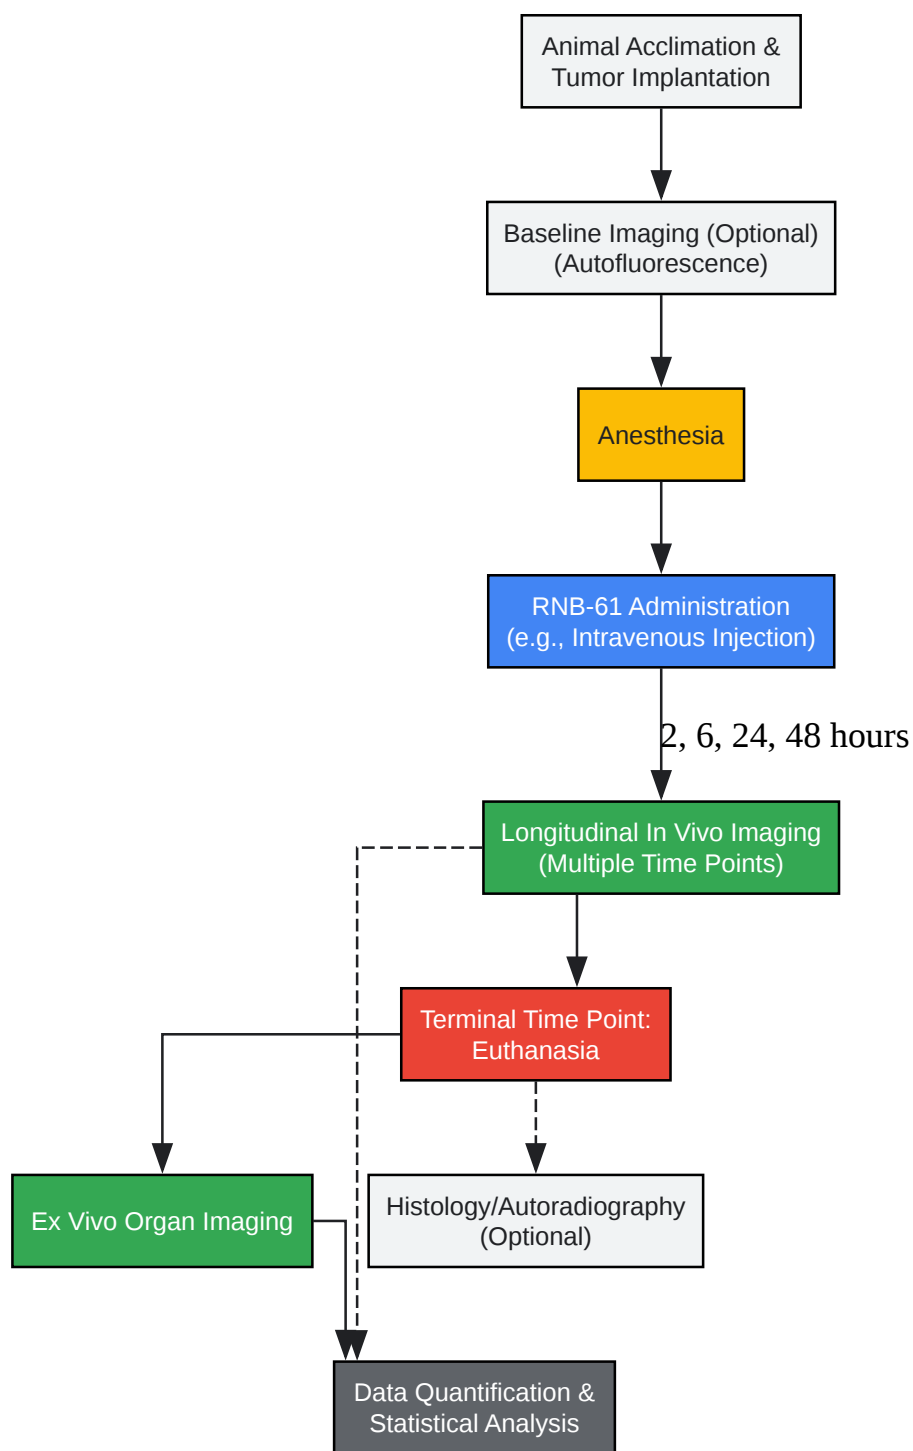 Animal Acclimation &
Tumor Implantation
Baseline Imaging (Optional)
(Autofluorescence)
Anesthesia
RNB-61 Administration
(e.g., Intravenous Injection)
2, 6, 24, 48 hours
Longitudinal In Vivo Imaging
(Multiple Time Points)
Terminal Time Point:
Euthanasia
Ex Vivo Organ Imaging
Histology/Autoradiography
(Optional)
Data Quantification &
Statistical Analysis